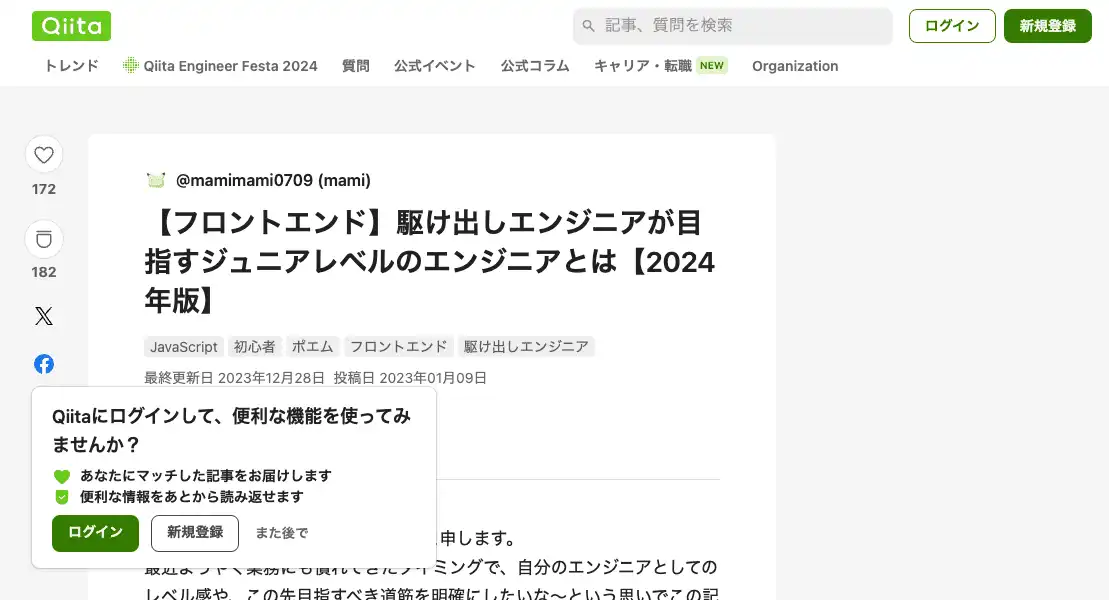 Qiita
記事、質問を検索
ログイン
新規登録
トレンド
Qiita Engineer Festa 2024
質問
公式イベント
公式コラム
キャリア・転職 NEW
Organization
172
182
@mamimami0709 (mami)
【フロントエンド】駆け出しエンジニアが目
指すジュニアレベルのエンジニアとは【2024
年版】
JavaScript 初心者 ポエム フロントエンド 駆け出しエンジニア
最終更新日 2023年12月28日 投稿日 2023年01月09日
Qiitaにログインして、便利な機能を使ってみ
ませんか？
あなたにマッチした記事をお届けします
便利な情報をあとから読み返せます
ログイン
新規登録
また後で
申します。
最近ようやく業務にも慣れてきたタイミングで、自分のエンジニアとしての
レベル感や、この先目指すべき道筋を明確にしたいな〜という思いでこの記